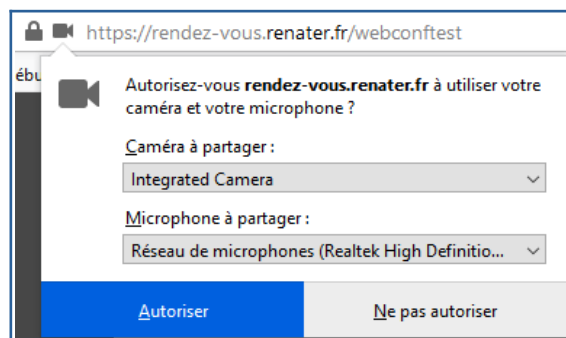 https://rendez-vous.renater.fr/webconftest
ébu
Autorisez-vous rendez-vous.renater.fr à utiliser votre
caméra et votre microphone ?
Caméra à partager :
Integrated Camera
Microphone à partager :
Réseau de microphones (Realtek High Definitio...
Autoriser
Ne pas autoriser